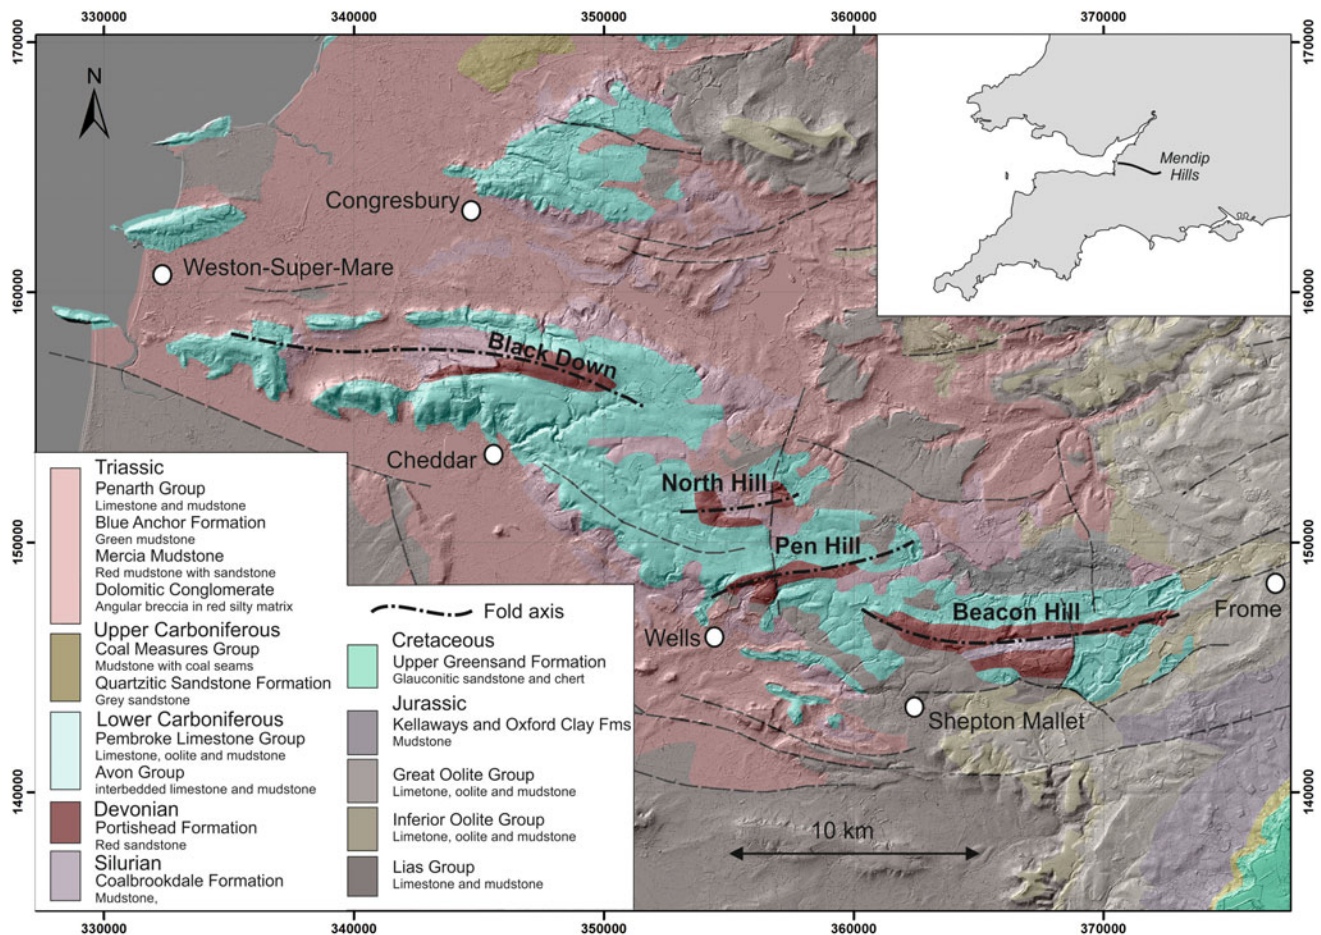 330000 340000 350000 360000 370000
170000 170000
N
Mendip
Hills
Congresbury
Weston-Super-Mare
160000 160000
Black Down
Cheddar
North Hill
150000 150000
Pen Hill
Beacon Hill
Frome
Wells
Shepton Mallet
140000 140000
10 km
Triassic
Penarth Group
Limestone and mudstone
Blue Anchor Formation
Green mudstone
Mercia Mudstone
Red mudstone with sandstone
Dolomitic Conglomerate
Angular breccia in red silty matrix
Upper Carboniferous
Coal Measures Group
Mudstone with coal seams
Quartzitic Sandstone Formation
Grey sandstone
Lower Carboniferous
Pembroke Limestone Group
Limestone, oolite and mudstone
Avon Group
interbedded limestone and mudstone
Devonian
Portishead Formation
Red sandstone
Silurian
Coalbrookdale Formation
Mudstone,
Fold axis
Cretaceous
Upper Greensand Formation
Glauconitic sandstone and chert
Jurassic
Kellaways and Oxford Clay Fms
Mudstone
Great Oolite Group
Limetone, oolite and mudstone
Inferior Oolite Group
Limetone, oolite and mudstone
Lias Group
Limestone and mudstone
330000 340000 350000 360000 370000